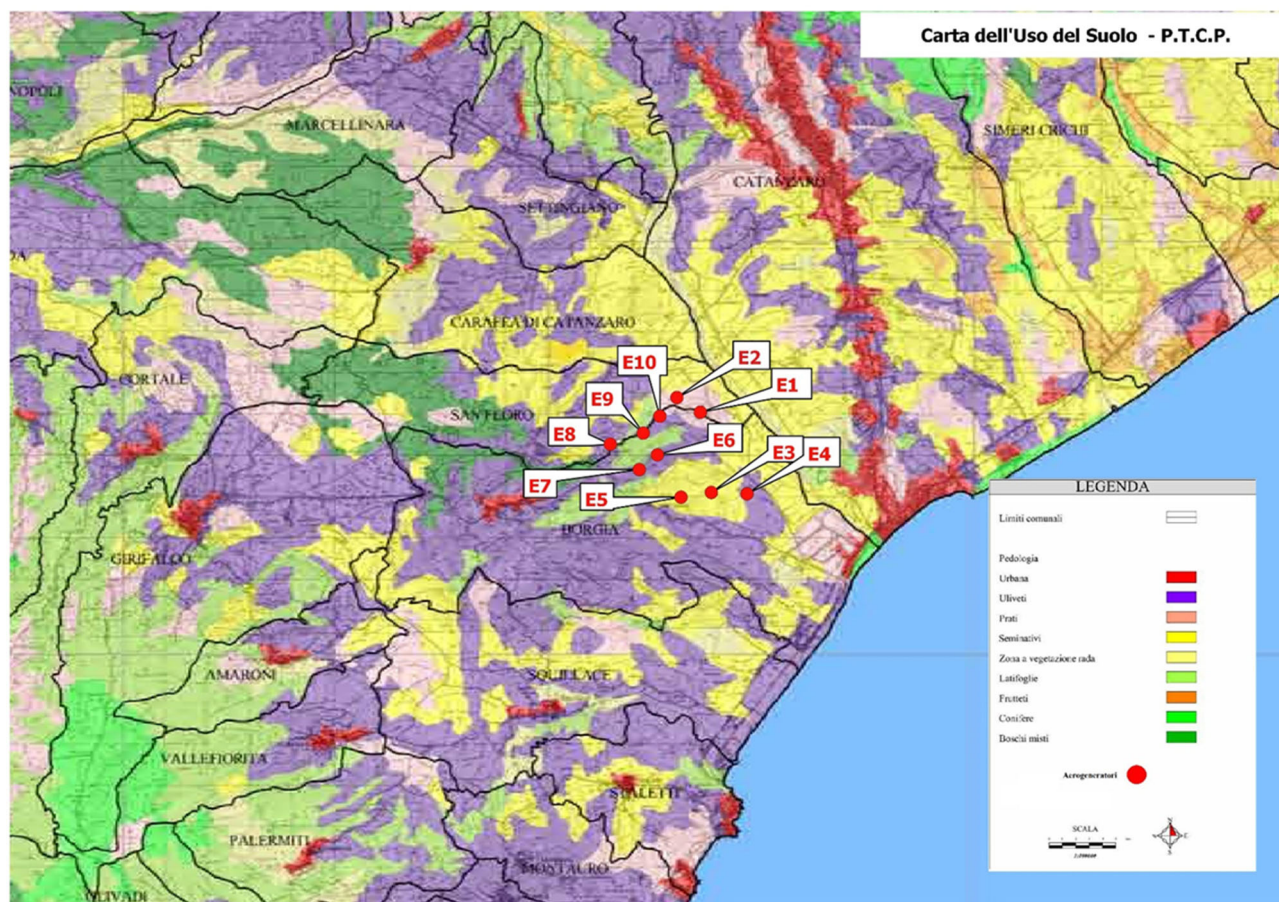 Carta dell'Uso del Suolo - P.T.C.P.
NOPOLI
MARCELLINARA
SIMERI CRICHI
CATANZARO
SETTINGIANO
DA
CARAFFA DI CATANZARO
CORTALE
E10
E2
E1
SAN FLORO
E9
E8
E6
E3
E4
E7
E5
BORGIA
GIRIFALCO
AMARONI
SQUILLACE
VALLEFIORITA
STALETTI
PALERMITI
MONTAURO
OLIVADI
LEGENDA
Limiti comunali
Pedologia
Urbana
Uliveti
Prati
Seminativi
Zona a vegetazione rada
Latifoglie
Frutteti
Conifere
Boschi misti
Aerogeneratori
SCALA
N
S